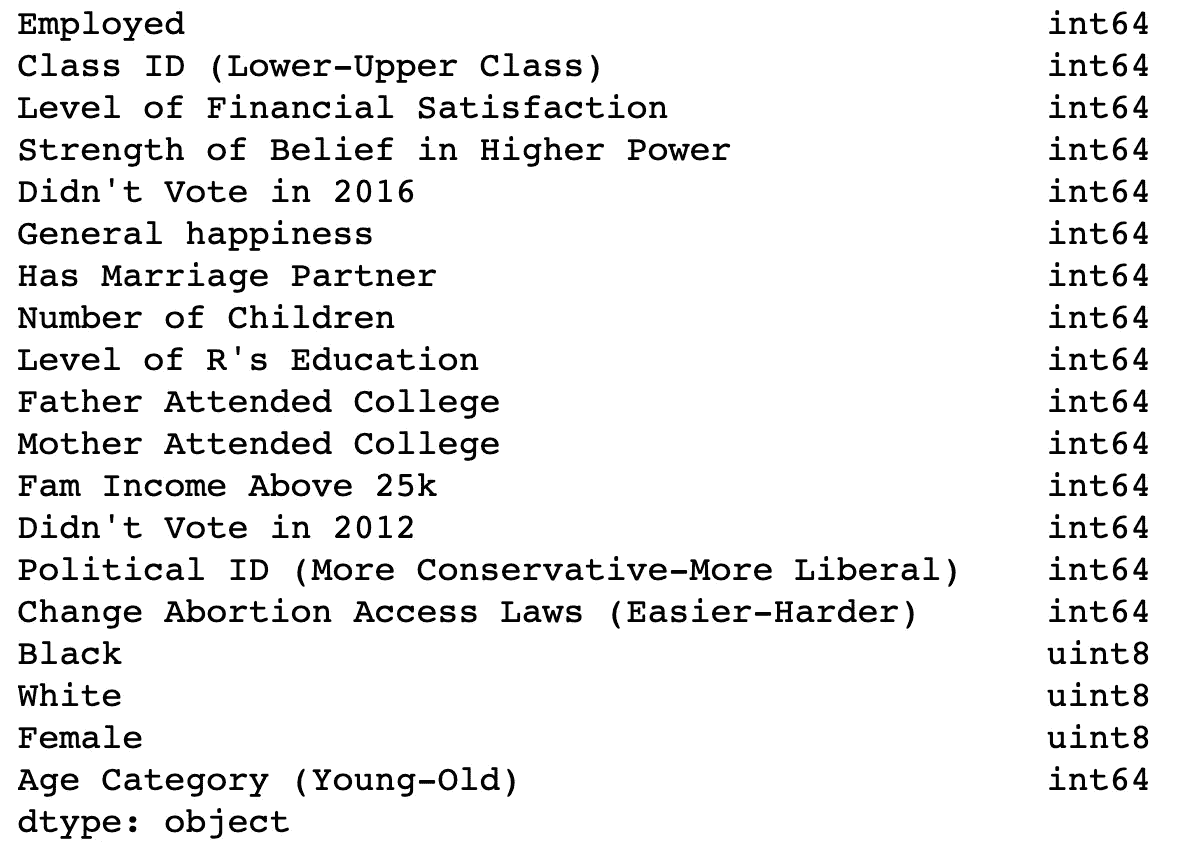 Employed int64
Class ID (Lower-Upper Class) int64
Level of Financial Satisfaction int64
Strength of Belief in Higher Power int64
Didn't Vote in 2016 int64
General happiness int64
Has Marriage Partner int64
Number of Children int64
Level of R's Education int64
Father Attended College int64
Mother Attended College int64
Fam Income Above 25k int64
Didn't Vote in 2012 int64
Political ID (More Conservative-More Liberal) int64
Change Abortion Access Laws (Easier-Harder) int64
Black uint8
White uint8
Female uint8
Age Category (Young-Old) int64
dtype: object